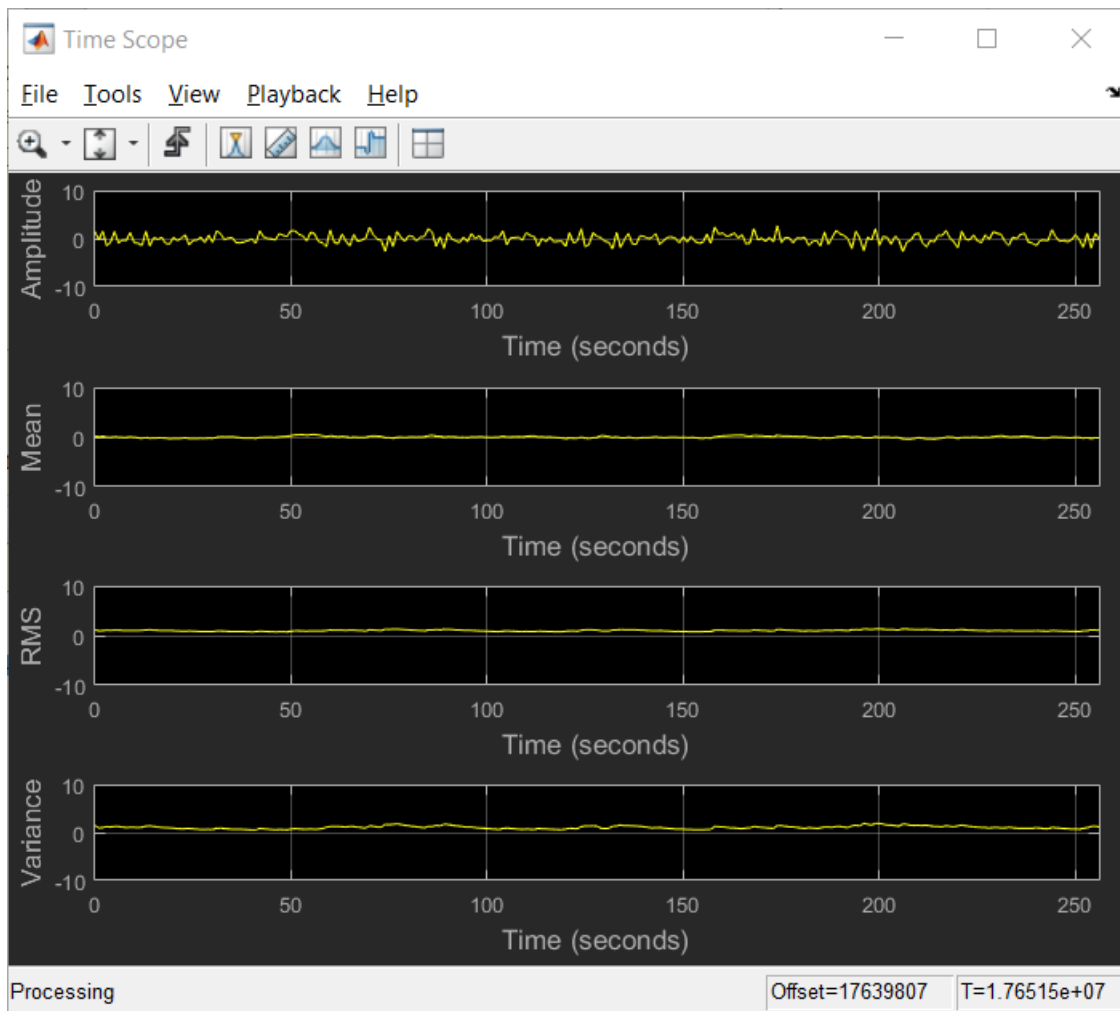 Time Scope
File Tools View Playback Help
10
0
-10
Amplitude
0 50 100 150 200 250
Time (seconds)
10
0
-10
Mean
0 50 100 150 200 250
Time (seconds)
10
0
-10
RMS
0 50 100 150 200 250
Time (seconds)
10
0
-10
Variance
0 50 100 150 200 250
Time (seconds)
Processing Offset=17639807 T=1.76515e+07